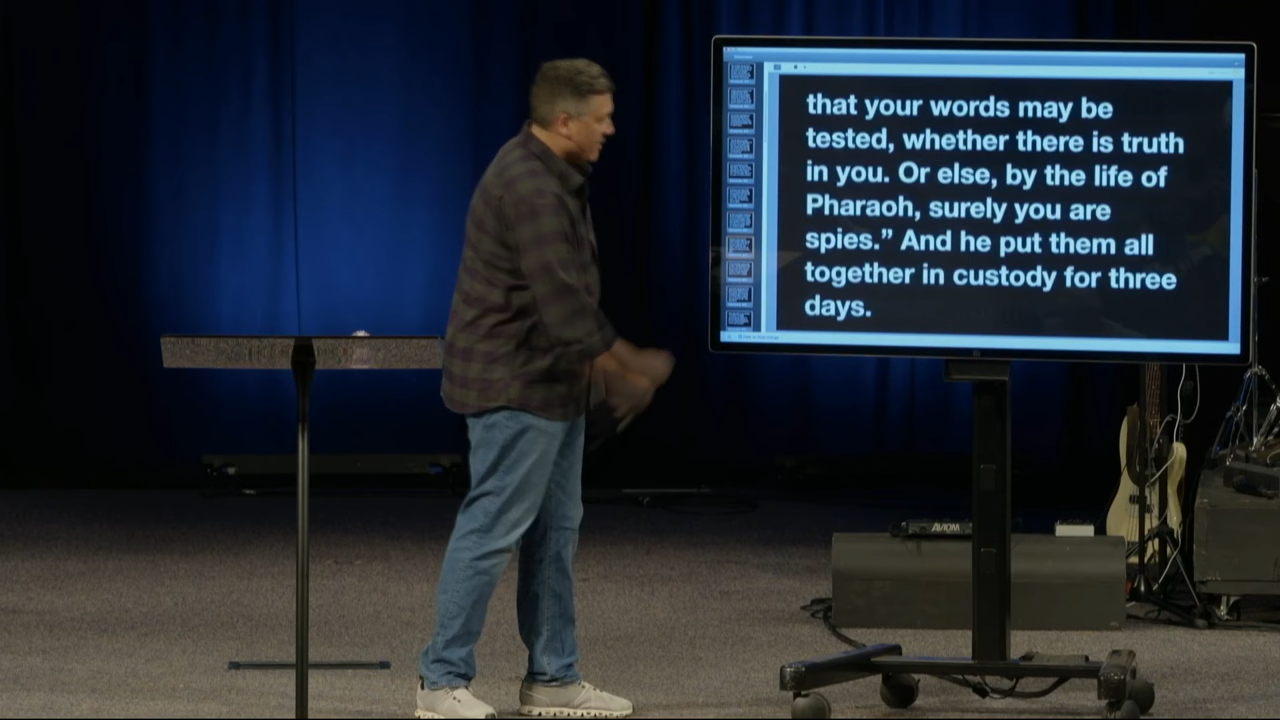 that your words may be
tested, whether there is truth
in you. Or else, by the life of
Pharaoh, surely you are
spies.” And he put them all
together in custody for three
days.
AVIOM